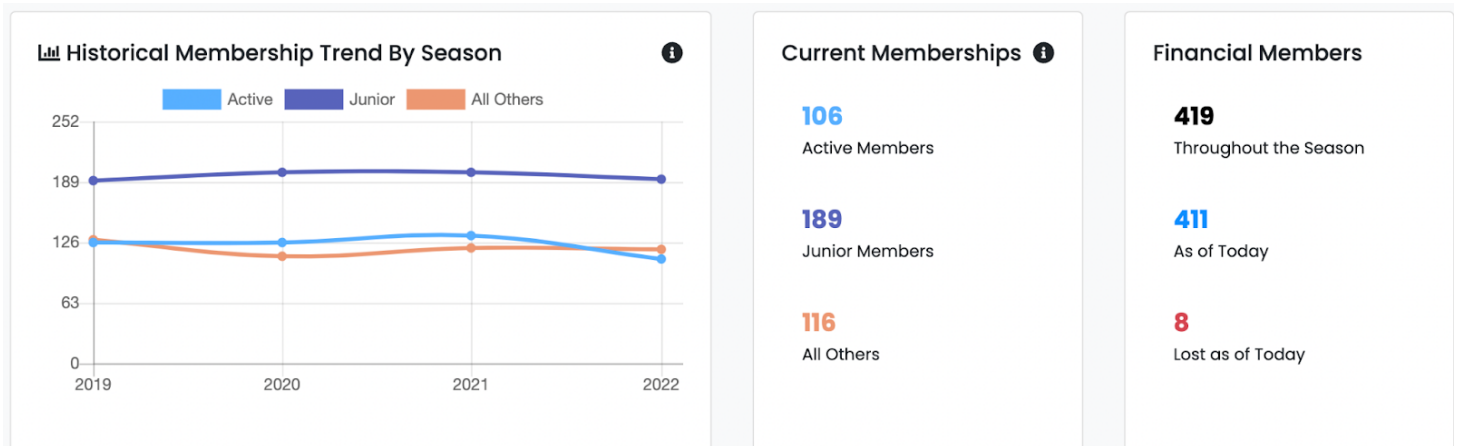 Historical Membership Trend By Season
Active Junior All Others
252
189
126
63
0
2019 2020 2021 2022
Current Memberships
106
Active Members
189
Junior Members
116
All Others
Financial Members
419
Throughout the Season
411
As of Today
8
Lost as of Today